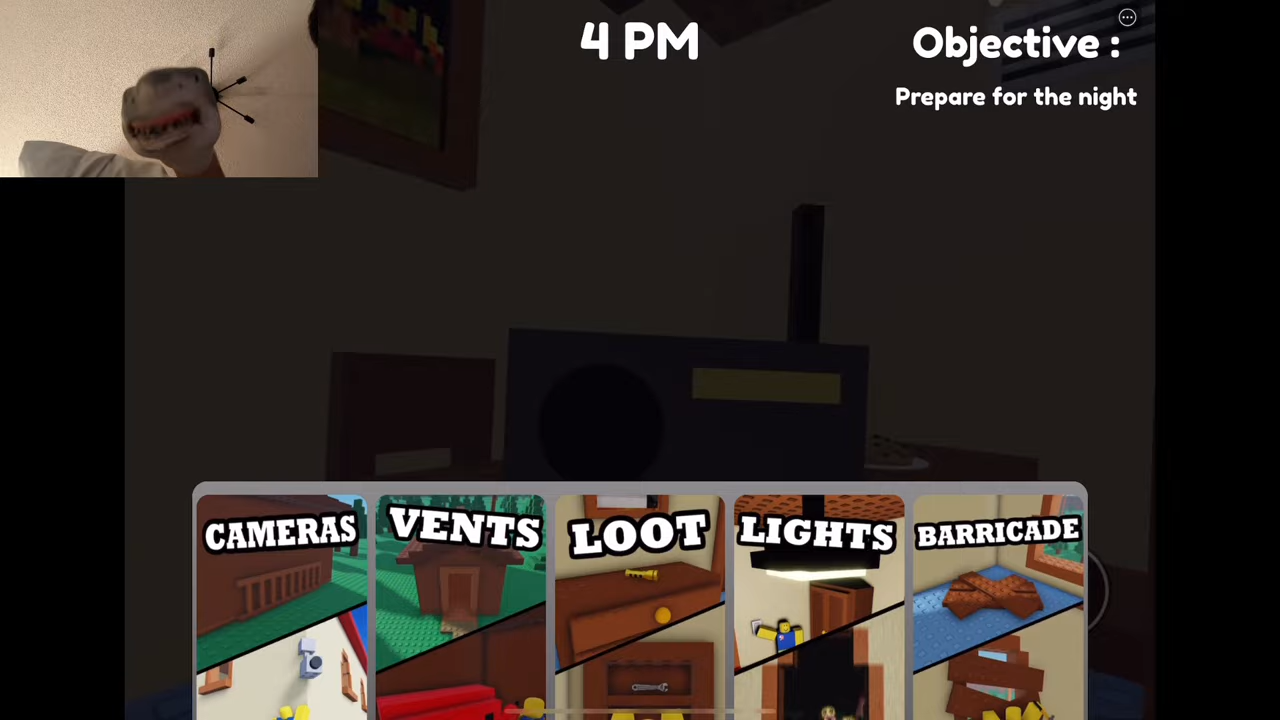 4 PM
Objective :
Prepare for the night
CAMERAS
VENTS
LOOT
LIGHTS
BARRICADE